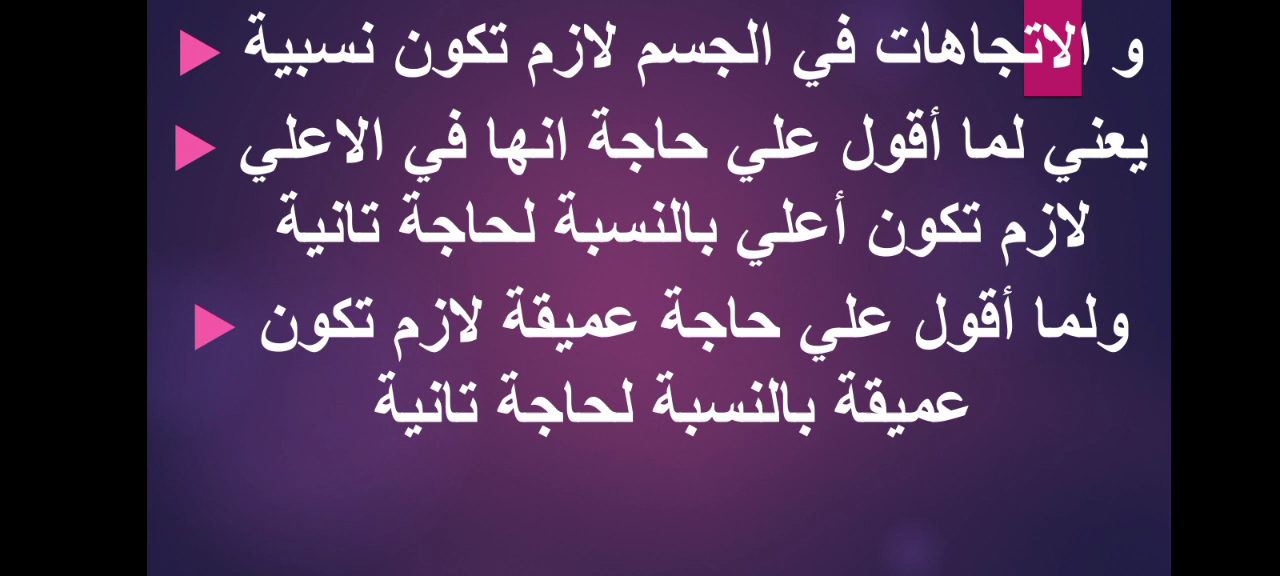 و الاتجاهات في الجسم لازم تكون نسبية
يعني لما أقول علي حاجة انها في الاعلي
لازم تكون أعلي بالنسبة لحاجة تانية
ولما أقول علي حاجة عميقة لازم تكون
عميقة بالنسبة لحاجة تانية